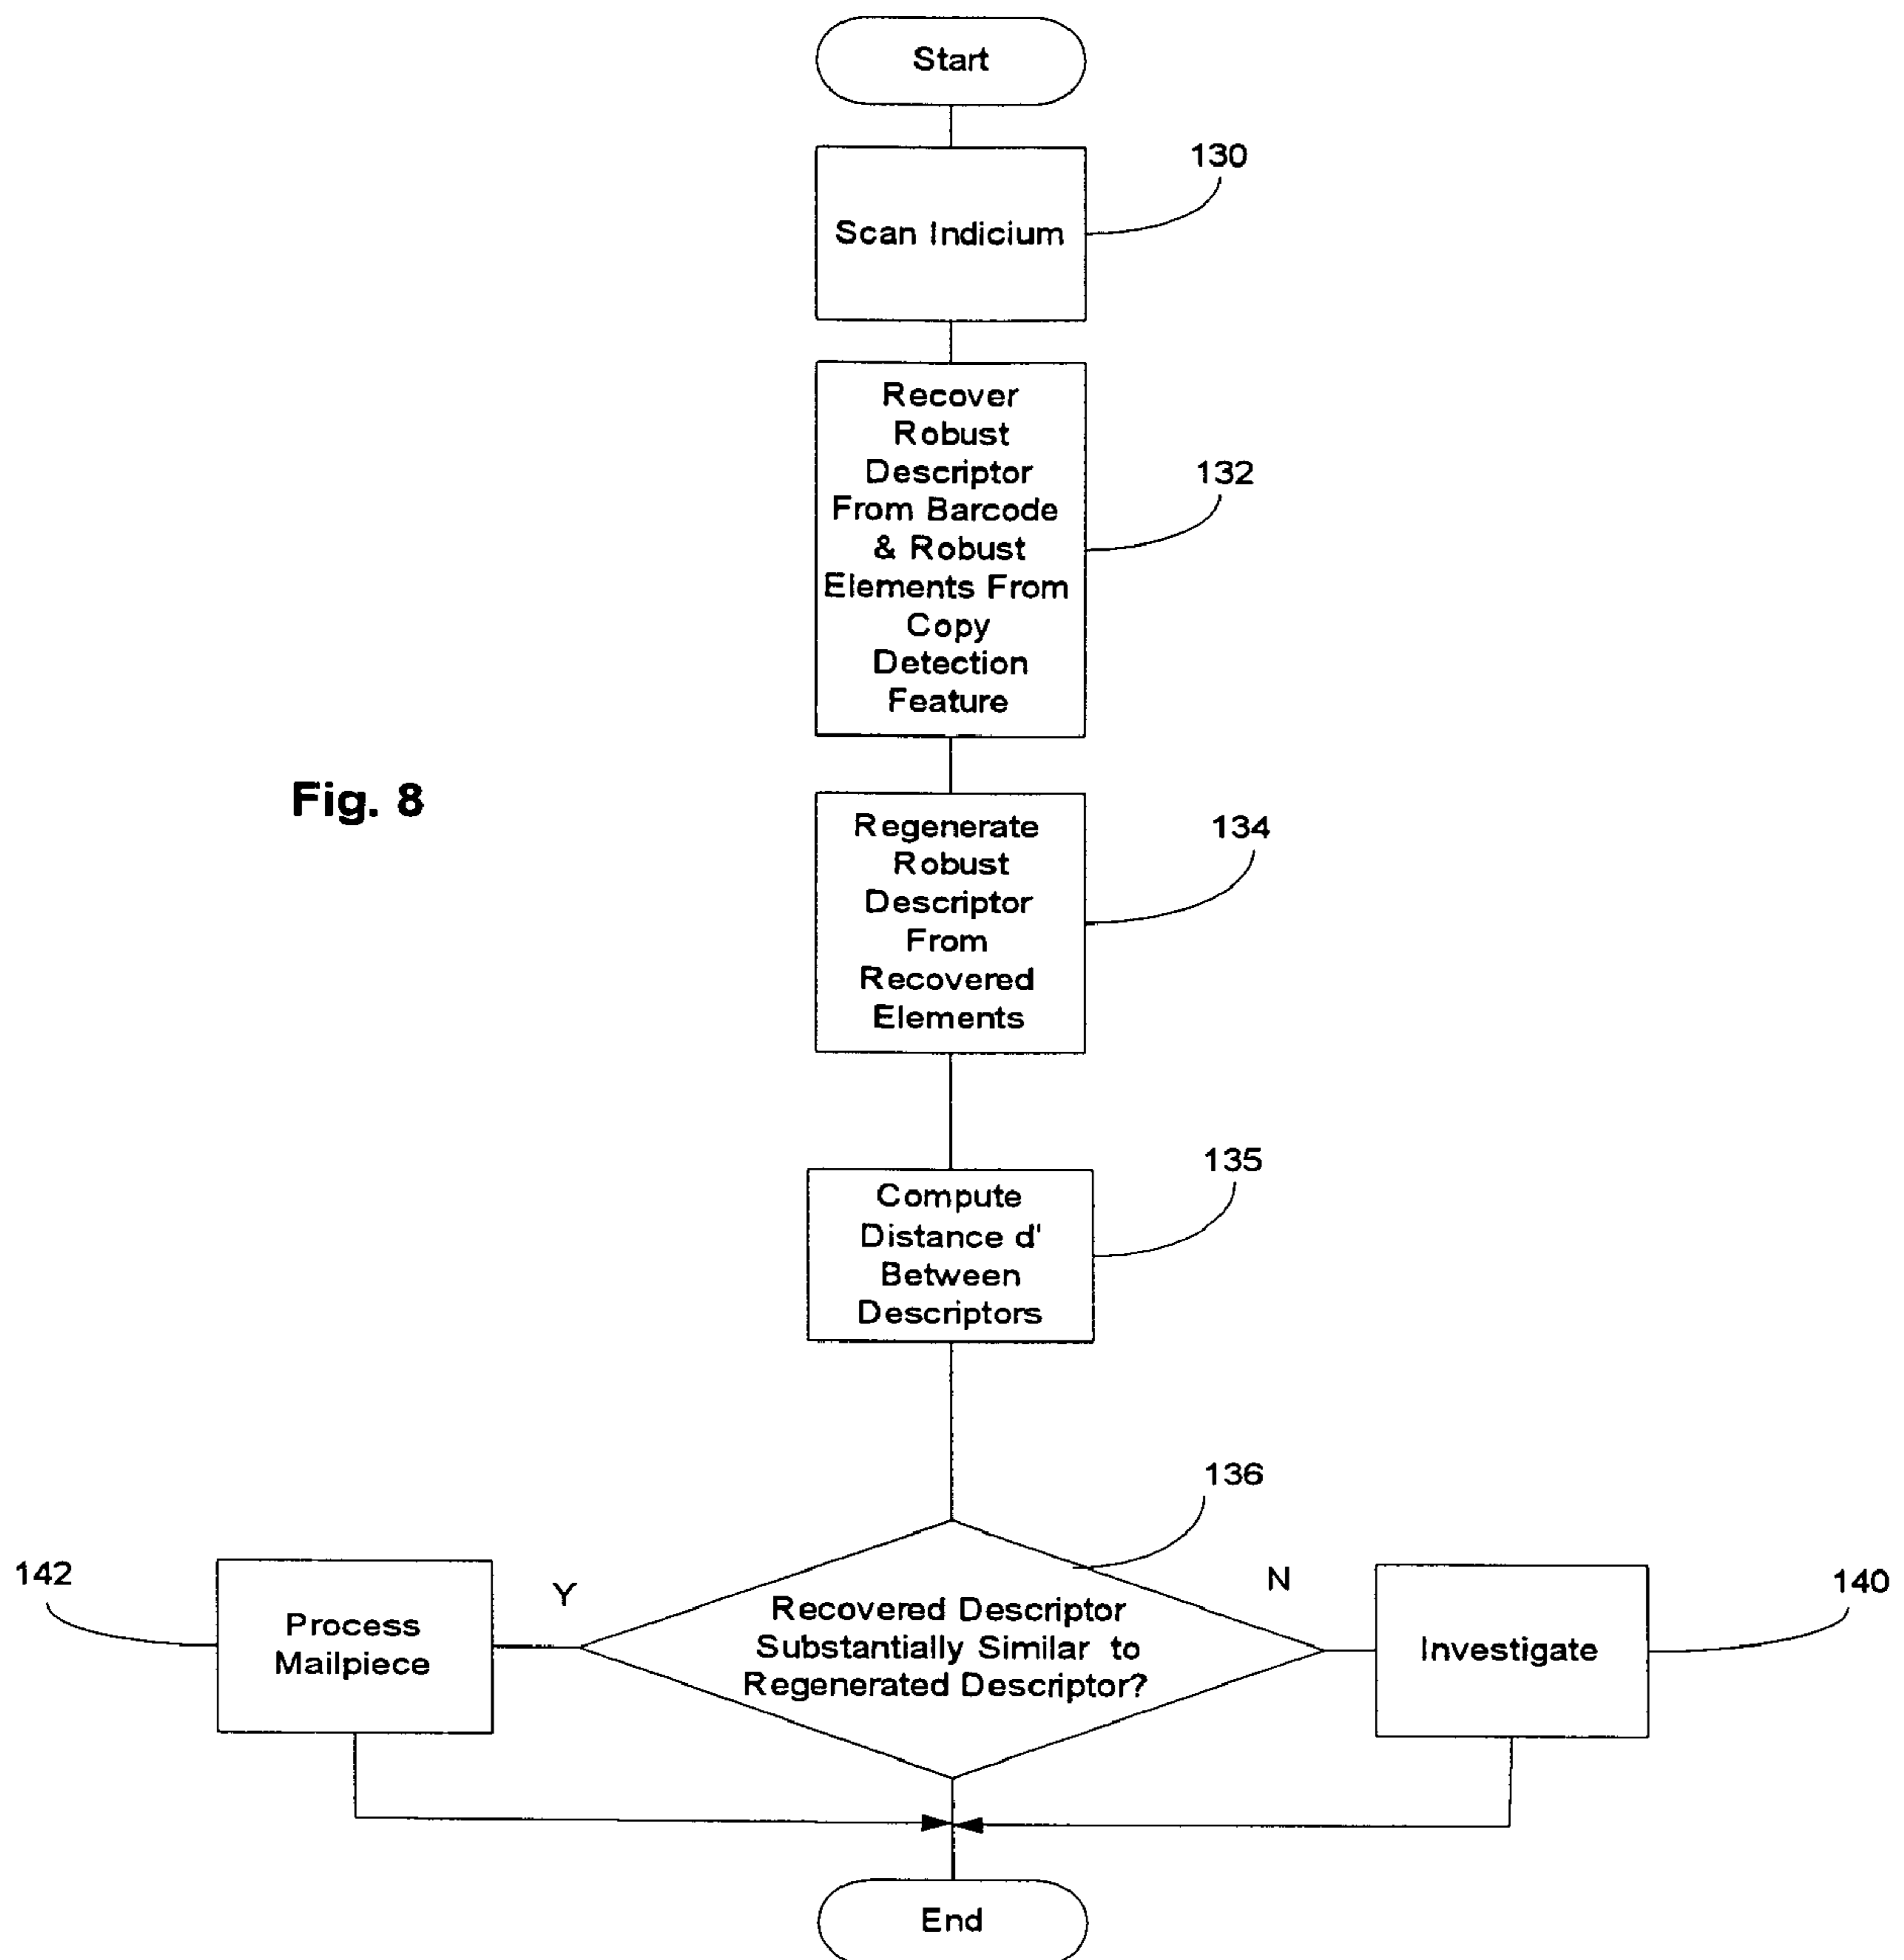 Start
130
Scan Indicium
Recover
Robust
Descriptor
From Barcode
& Robust
Elements From
Copy
Detection
Feature
132
Fig. 8
Regenerate
Robust
Descriptor
From
Recovered
Elements
134
Compute
Distance d'
Between
Descriptors
135
136
142
Process
Mailpiece
Y
Recovered Descriptor
Substantially Similar to
Regenerated Descriptor?
N
Investigate
140
End